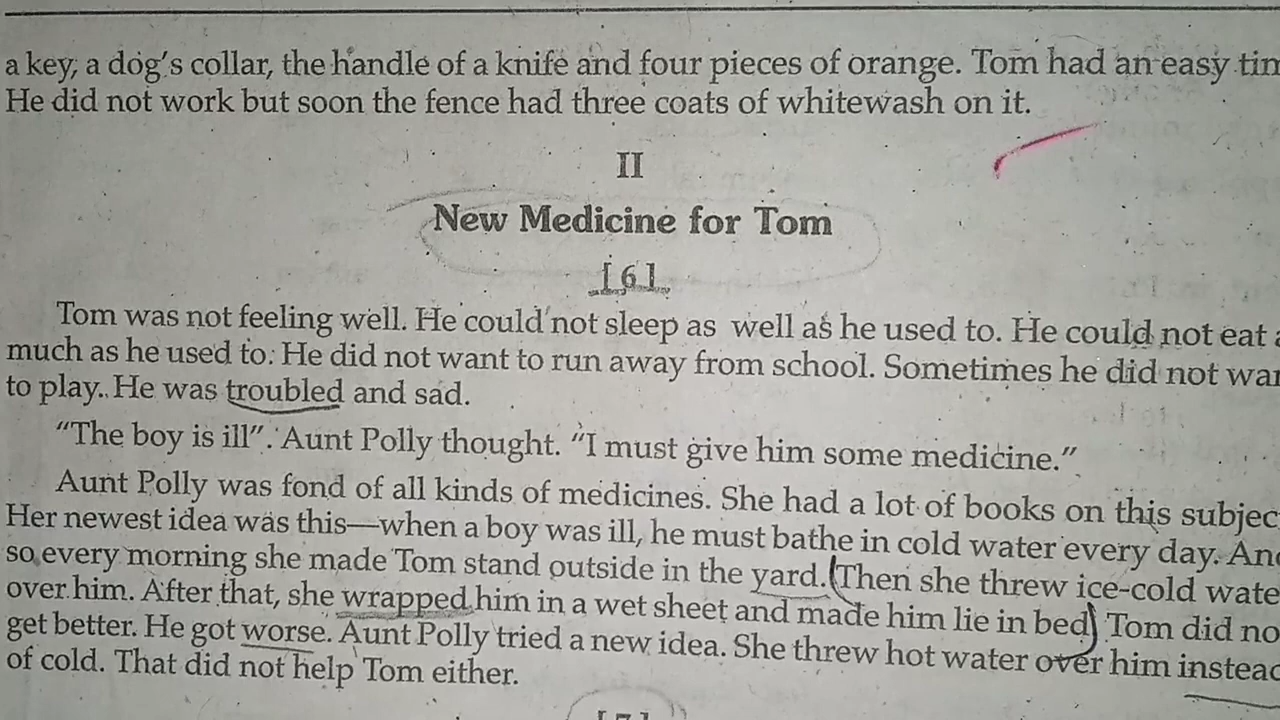 a key, a dog's collar, the handle of a knife and four pieces of orange. Tom had an easy
He did not work but soon the fence had three coats of whitewash on it.
II
New Medicine for Tom
[6]
Tom was not feeling well. He could not sleep as well as he used to. He could not eat
much as he used to. He did not want to run away from school. Sometimes he did not
to play. He was troubled and sad.
"The boy is ill". Aunt Polly thought. "I must give him some medicine."
Aunt Polly was fond of all kinds of medicines. She had a lot of books on this
Her newest idea was this—when a boy was ill, he must bathe in cold water every day.
so every morning she made Tom stand outside in the yard. (Then she threw ice-cold
over him. After that, she wrapped him in a wet sheet and made him lie in bed) Tom did
get better. He got worse. Aunt Polly tried a new idea. She threw hot water over him
of cold. That did not help Tom either.